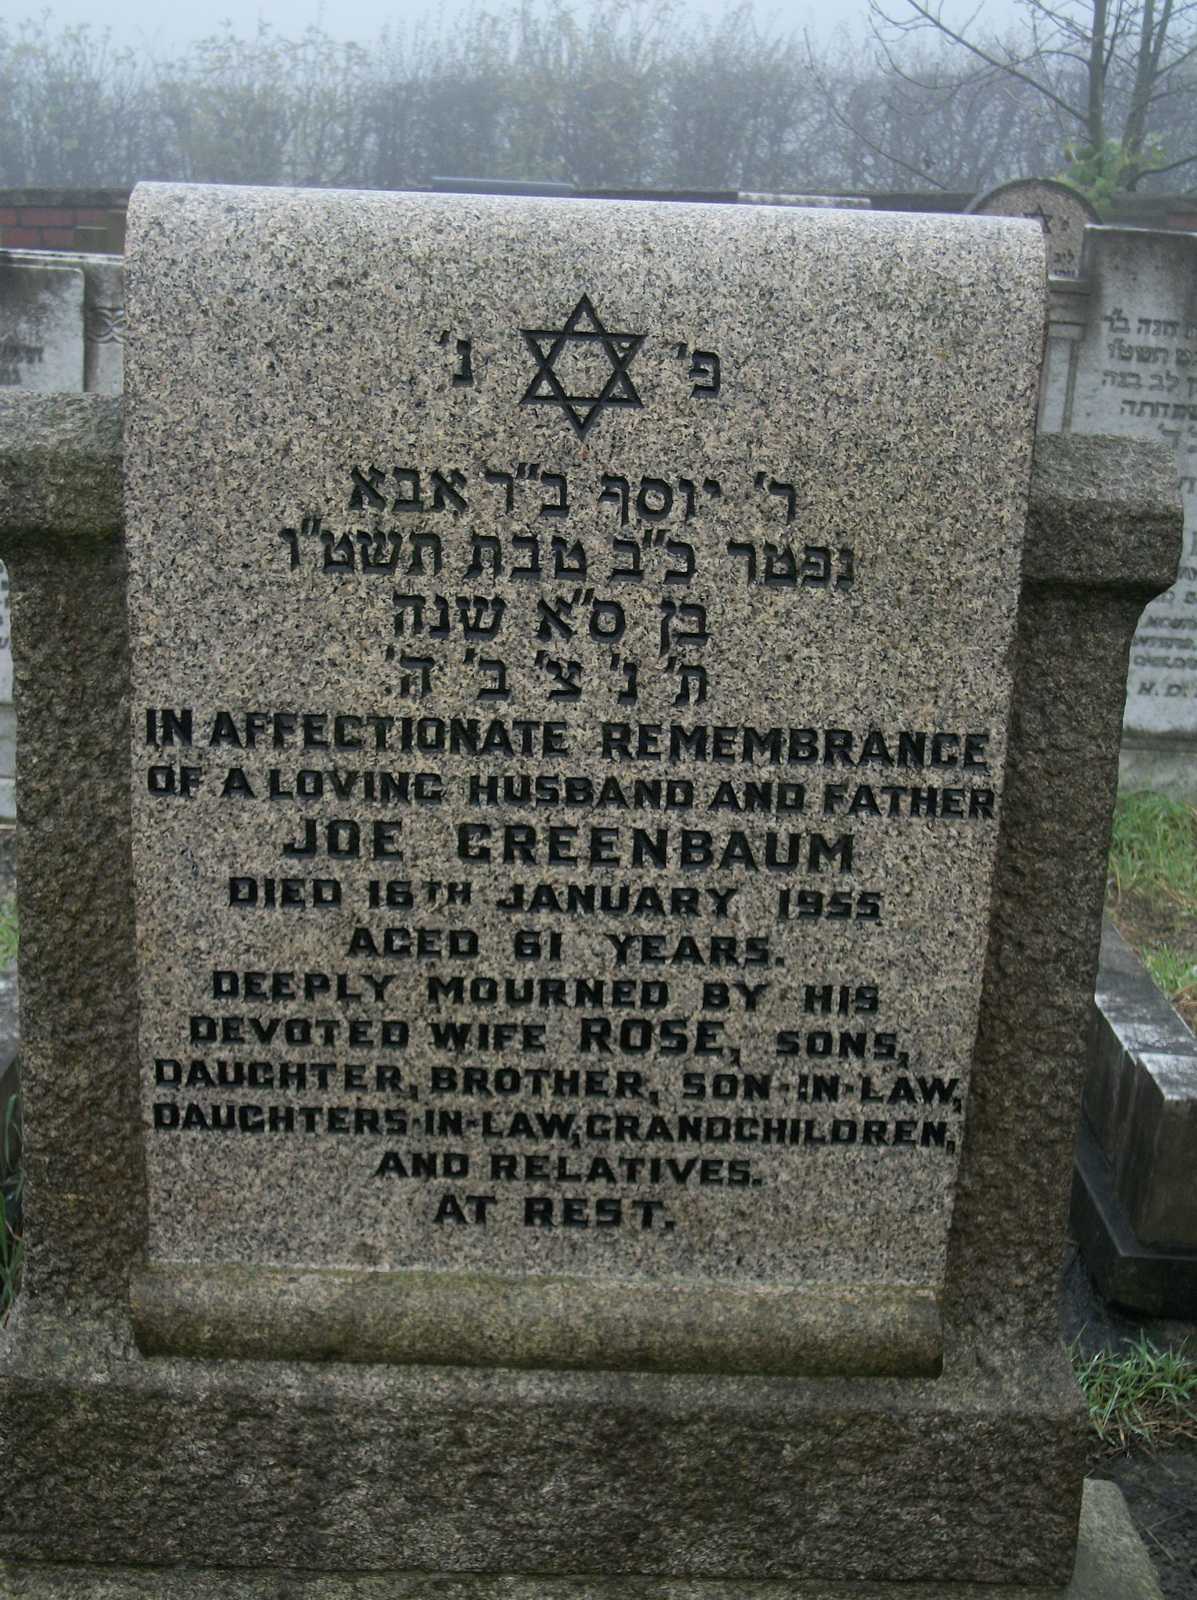 פ' נ'
ר' יוסף ב"ר אבא
נפטר כ"ב טבת תשט"ו
בן ס"א שנה
ת' נ' צ' ב' ה'
IN AFFECTIONATE REMEMBRANCE
OF A LOVING HUSBAND AND FATHER
JOE GREENBAUM
DIED 16TH JANUARY 1955
AGED 61 YEARS.
DEEPLY MOURNED BY HIS
DEVOTED WIFE ROSE, SONS,
DAUGHTER, BROTHER, SON-IN-LAW,
DAUGHTERS-IN-LAW, GRANDCHILDREN,
AND RELATIVES.
AT REST.